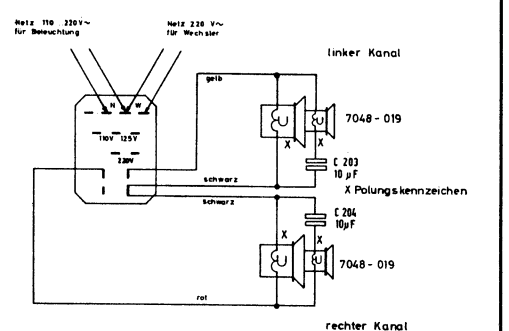 Netz 110 ..220V~
für Beleuchtung
Netz 220 V~
für Wechsler
linker Kanal
gelb
N W
110V 125V
220V
7048-019
X
X
C 203
10 µF
X Polungskennzeichen
schwarz
schwarz
C 204
10µF
X
X
7048-019
rot
rechter Kanal